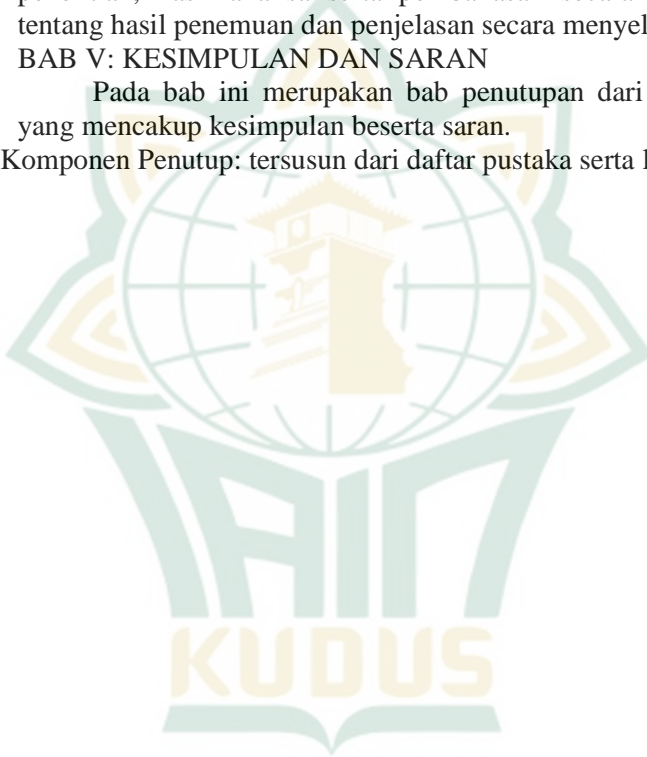 tentang hasil penemuan dan penjelasan secara menyel
BAB V: KESIMPULAN DAN SARAN
Pada bab ini merupakan bab penutupan dari
yang mencakup kesimpulan beserta saran.
Komponen Penutup: tersusun dari daftar pustaka serta l
IAIN
KUDUS